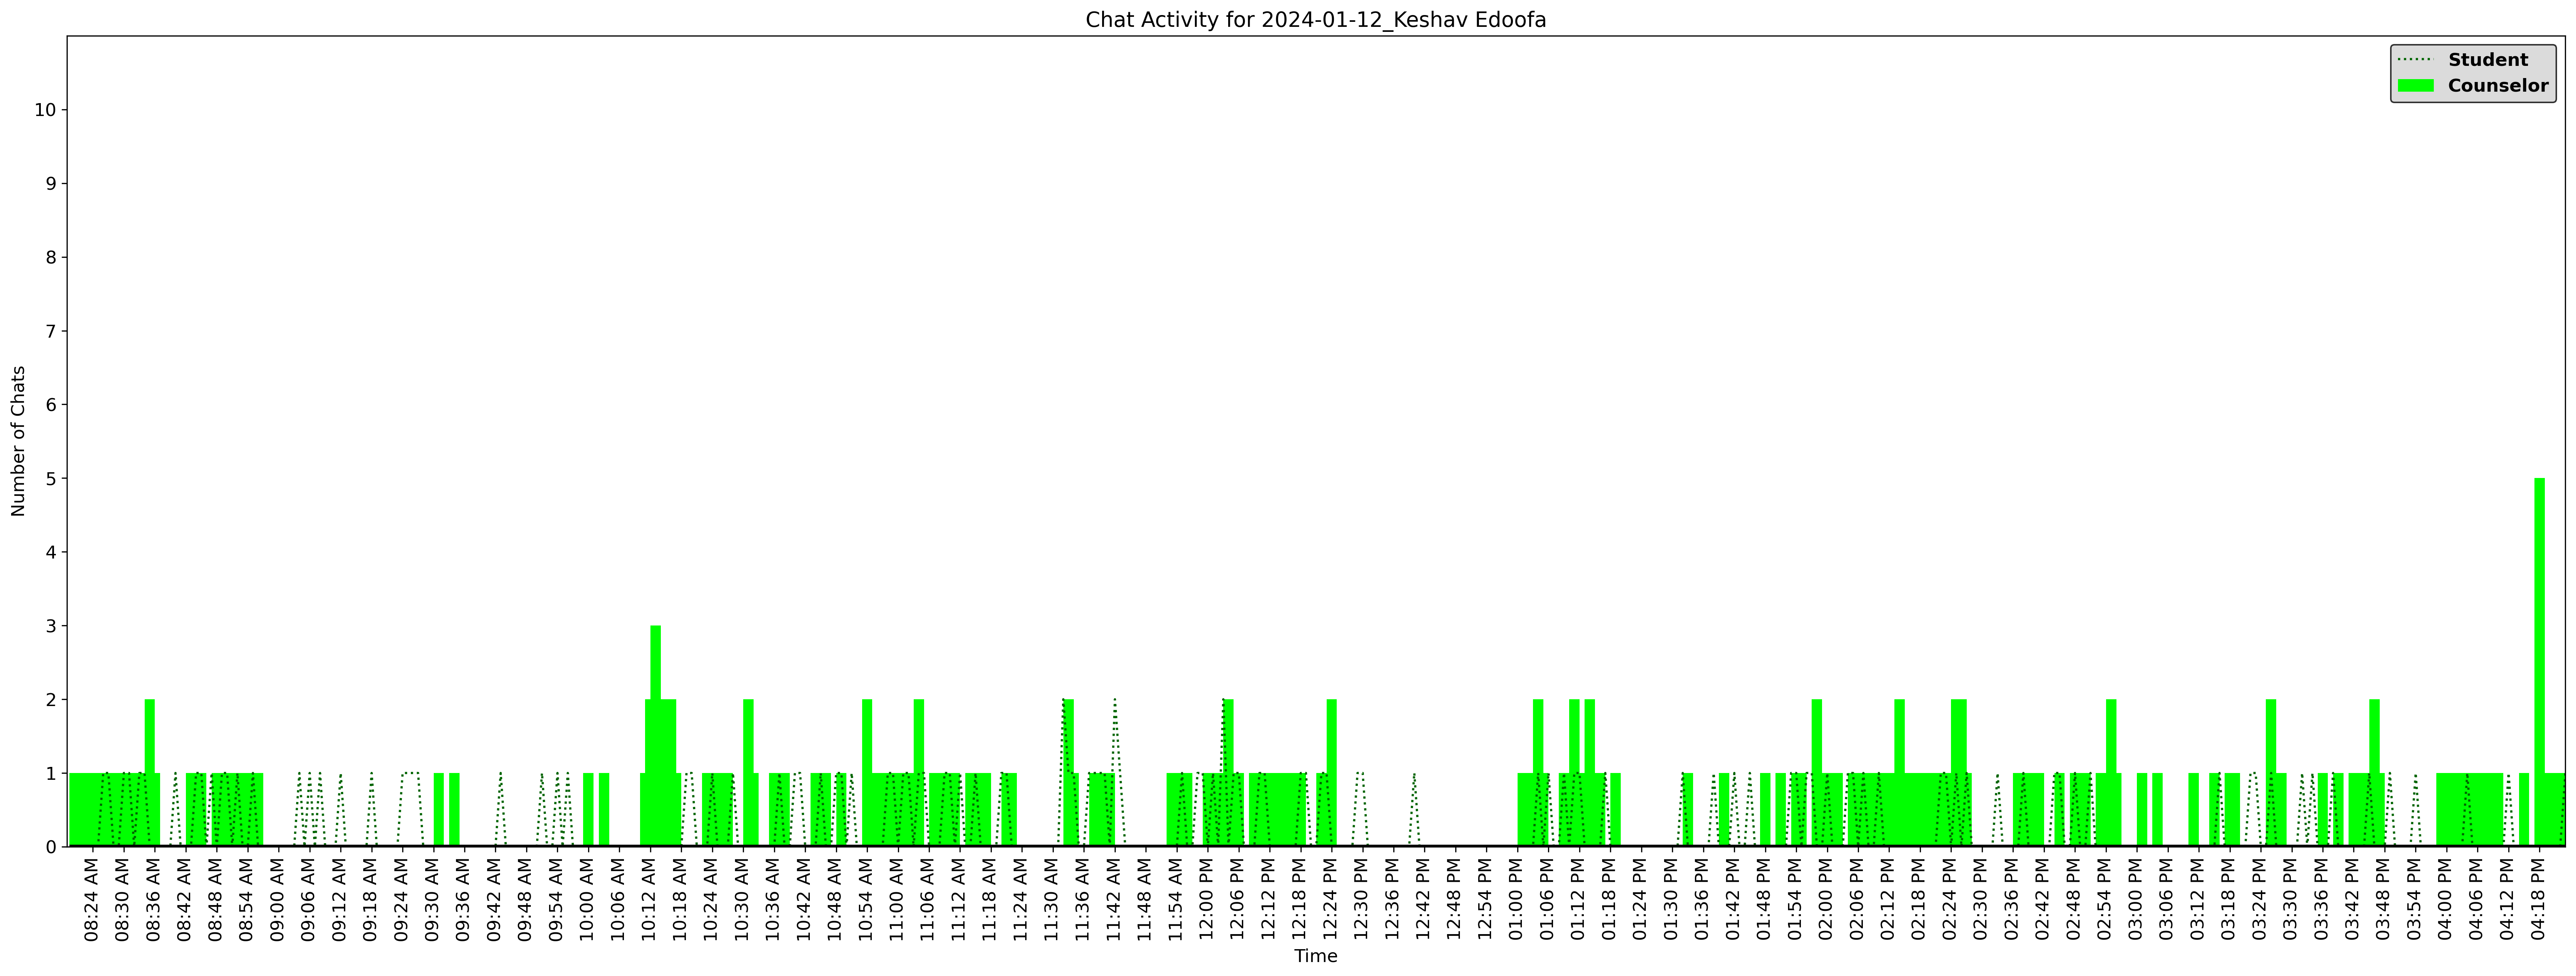 Chat Activity for 2024-01-12_Keshav Edoofa
Student
Counselor
Number of Chats
10
9
8
7
6
5
4
3
2
1
0
08:24 AM
08:30 AM
08:36 AM
08:42 AM
08:48 AM
08:54 AM
09:00 AM
09:06 AM
09:12 AM
09:18 AM
09:24 AM
09:30 AM
09:36 AM
09:42 AM
09:48 AM
09:54 AM
10:00 AM
10:06 AM
10:12 AM
10:18 AM
10:24 AM
10:30 AM
10:36 AM
10:42 AM
10:48 AM
10:54 AM
11:00 AM
11:06 AM
11:12 AM
11:18 AM
11:24 AM
11:30 AM
11:36 AM
11:42 AM
11:48 AM
11:54 AM
12:00 PM
12:06 PM
12:12 PM
12:18 PM
12:24 PM
12:30 PM
12:36 PM
12:42 PM
12:48 PM
12:54 PM
01:00 PM
01:06 PM
01:12 PM
01:18 PM
01:24 PM
01:30 PM
01:36 PM
01:42 PM
01:48 PM
01:54 PM
02:00 PM
02:06 PM
02:12 PM
02:18 PM
02:24 PM
02:30 PM
02:36 PM
02:42 PM
02:48 PM
02:54 PM
03:00 PM
03:06 PM
03:12 PM
03:18 PM
03:24 PM
03:30 PM
03:36 PM
03:42 PM
03:48 PM
03:54 PM
04:00 PM
04:06 PM
04:12 PM
04:18 PM
Time